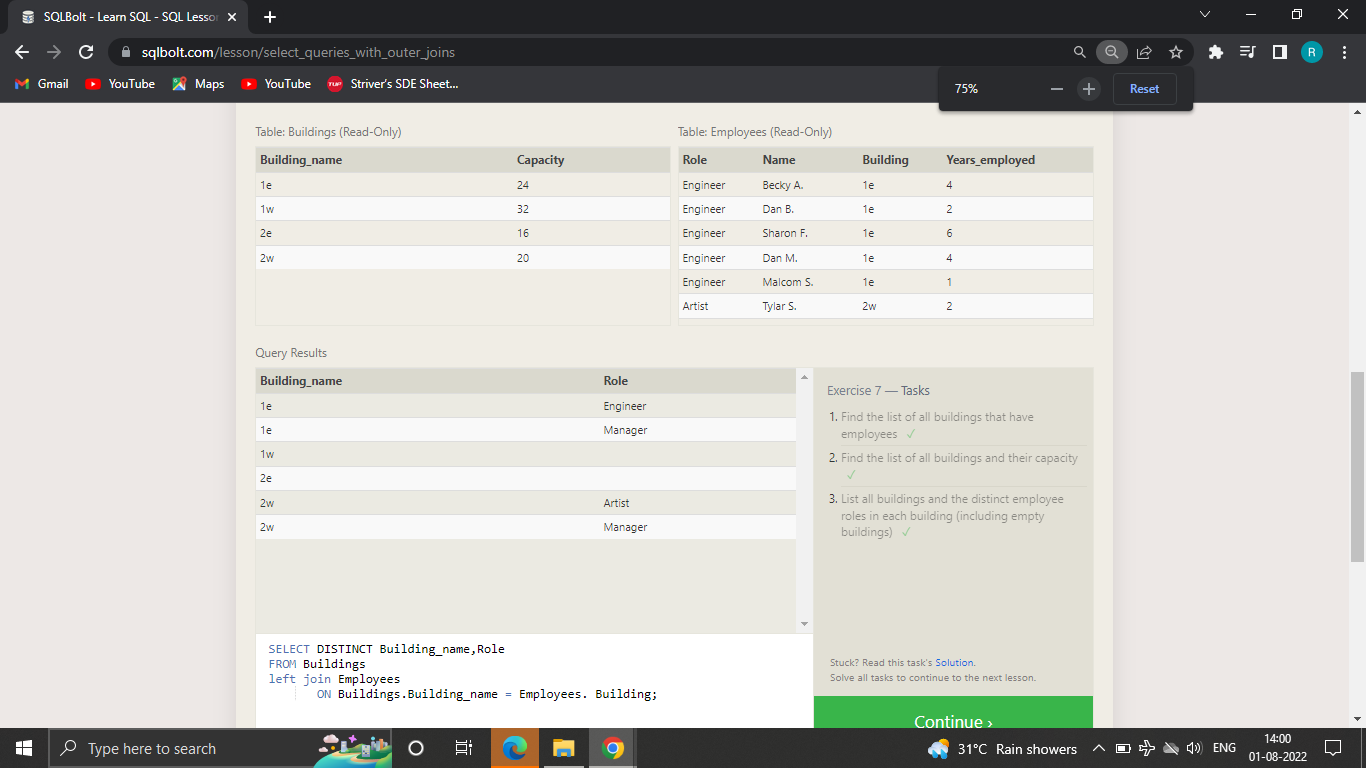 SQLBolt - Learn SQL - SQL Lesson
sqlbolt.com/lesson/select_queries_with_outer_joins
R
Gmail YouTube Maps YouTube TUF Striver's SDE Sheet...
75% Reset
Table: Buildings (Read-Only)
Building_name Capacity
1e 24
1w 32
2e 16
2w 20
Table: Employees (Read-Only)
Role Name Building Years_employed
Engineer Becky A. 1e 4
Engineer Dan B. 1e 2
Engineer Sharon F. 1e 6
Engineer Dan M. 1e 4
Engineer Malcom S. 1e 1
Artist Tylar S. 2w 2
Query Results
Building_name Role
1e Engineer
1e Manager
1w
2e
2w Artist
2w Manager
Exercise 7 — Tasks
1. Find the list of all buildings that have
employees ✓
2. Find the list of all buildings and their capacity
✓
3. List all buildings and the distinct employee
roles in each building (including empty
buildings) ✓
SELECT DISTINCT Building_name,Role
FROM Buildings
left join Employees
ON Buildings.Building_name = Employees. Building;
Stuck? Read this task's Solution.
Solve all tasks to continue to the next lesson.
Continue ›
Type here to search
31°C Rain showers
ENG
14:00
01-08-2022